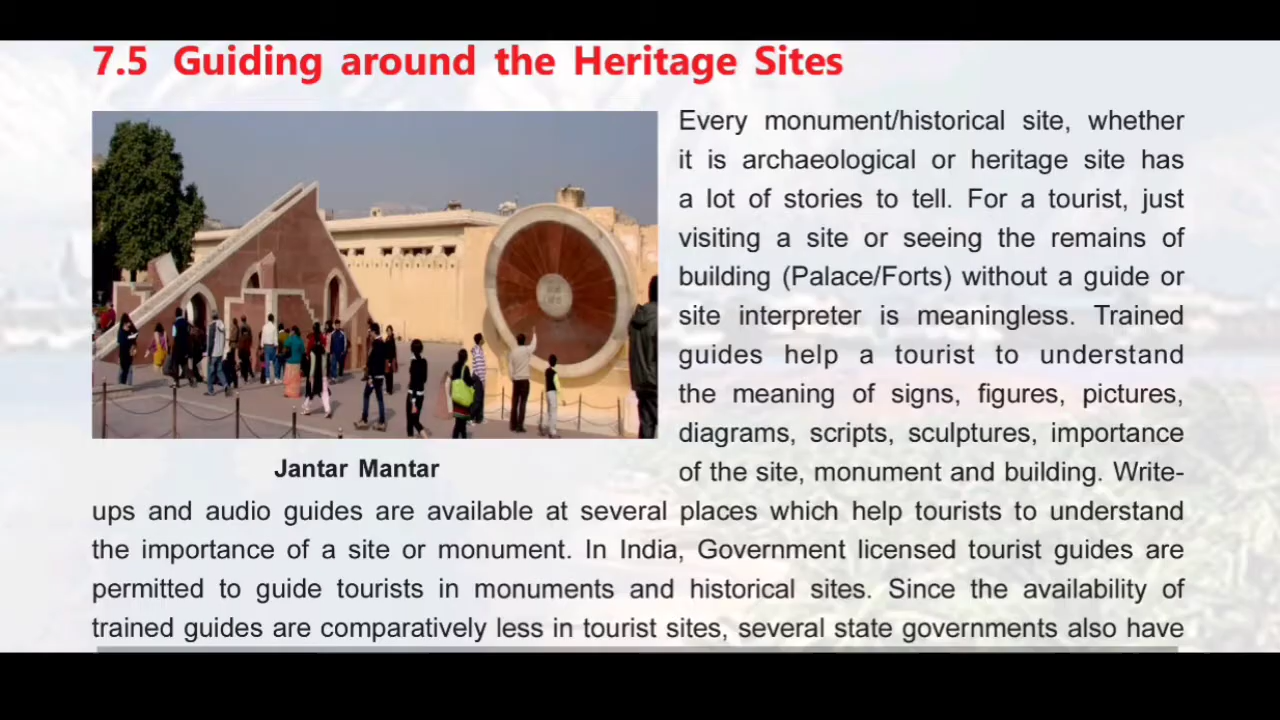 7.5 Guiding around the Heritage Sites
Every monument/historical site, whether
it is archaeological or heritage site has
a lot of stories to tell. For a tourist, just
visiting a site or seeing the remains of
building (Palace/Forts) without a guide or
site interpreter is meaningless. Trained
guides help a tourist to understand
the meaning of signs, figures, pictures,
diagrams, scripts, sculptures, importance
of the site, monument and building. Write-
Jantar Mantar
ups and audio guides are available at several places which help tourists to understand
the importance of a site or monument. In India, Government licensed tourist guides are
permitted to guide tourists in monuments and historical sites. Since the availability of
trained guides are comparatively less in tourist sites, several state governments also have